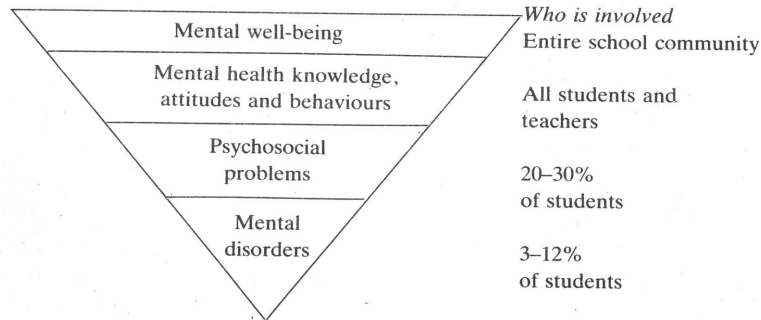 Who is involved
Mental well-being
Entire school community
Mental health knowledge,
attitudes and behaviours
All students and
teachers
Psychosocial
problems
20–30%
of students
Mental
disorders
3–12%
of students